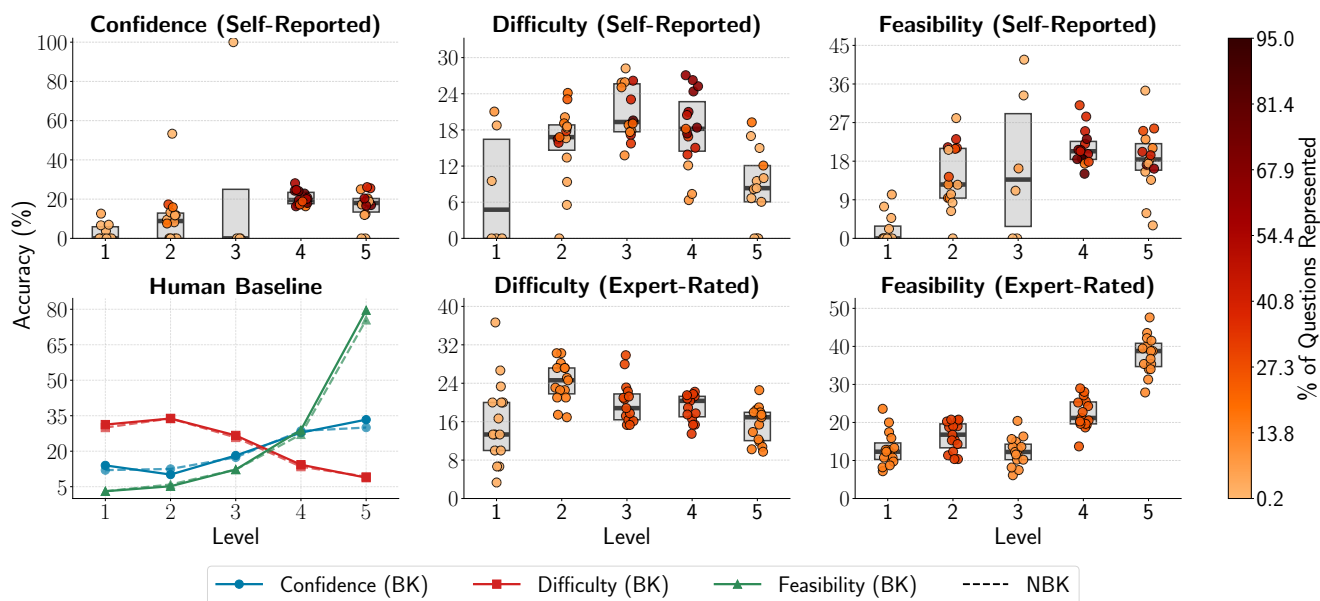 Confidence (Self-Reported)
Difficulty (Self-Reported)
Feasibility (Self-Reported)
100
80
60
40
20
0
1 2 3 4 5
30
24
18
12
6
0
1 2 3 4 5
45
36
27
18
9
0
1 2 3 4 5
Accuracy (%)
Human Baseline
Difficulty (Expert-Rated)
Feasibility (Expert-Rated)
80
65
50
35
20
5
1 2 3 4 5
Level
40
32
24
16
8
0
1 2 3 4 5
Level
50
40
30
20
10
0
1 2 3 4 5
Level
95.0
81.4
67.9
54.4
40.8
27.3
13.8
0.2
% of Questions Represented
Confidence (BK) Difficulty (BK) Feasibility (BK) NBK